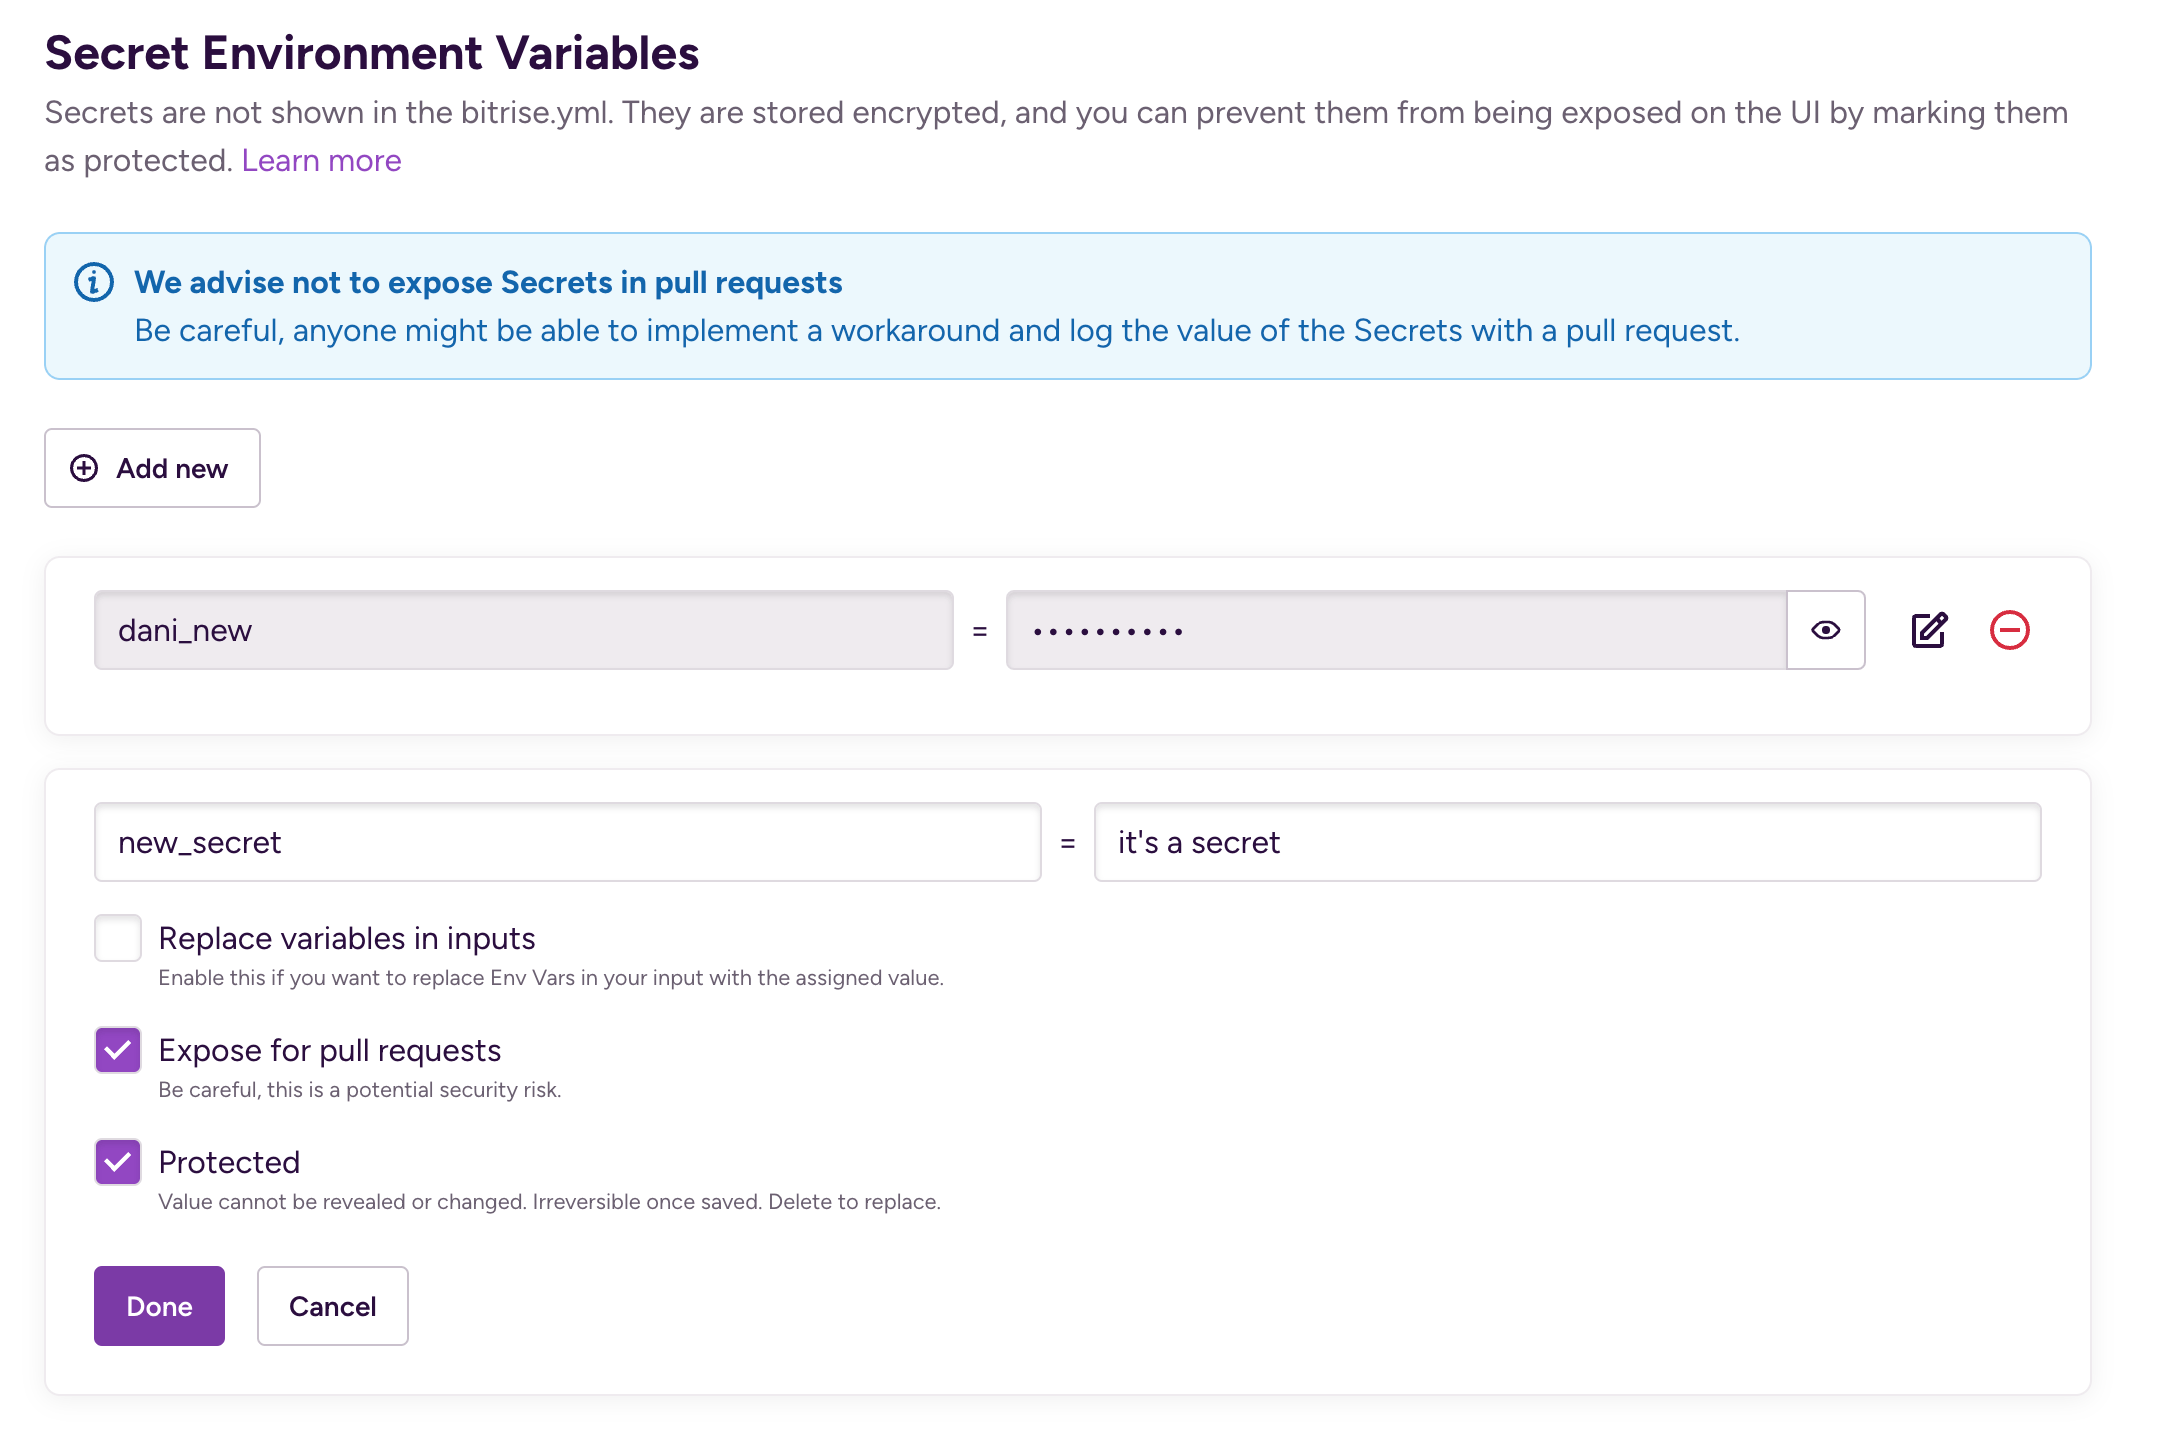 Secret Environment Variables
Secrets are not shown in the bitrise.yml. They are stored encrypted, and you can prevent them from being exposed on the UI by marking them
as protected. Learn more
We advise not to expose Secrets in pull requests
Be careful, anyone might be able to implement a workaround and log the value of the Secrets with a pull request.
Add new
dani_new = ••••••••••
new_secret = it's a secret
Replace variables in inputs
Enable this if you want to replace Env Vars in your input with the assigned value.
Expose for pull requests
Be careful, this is a potential security risk.
Protected
Value cannot be revealed or changed. Irreversible once saved. Delete to replace.
Done Cancel